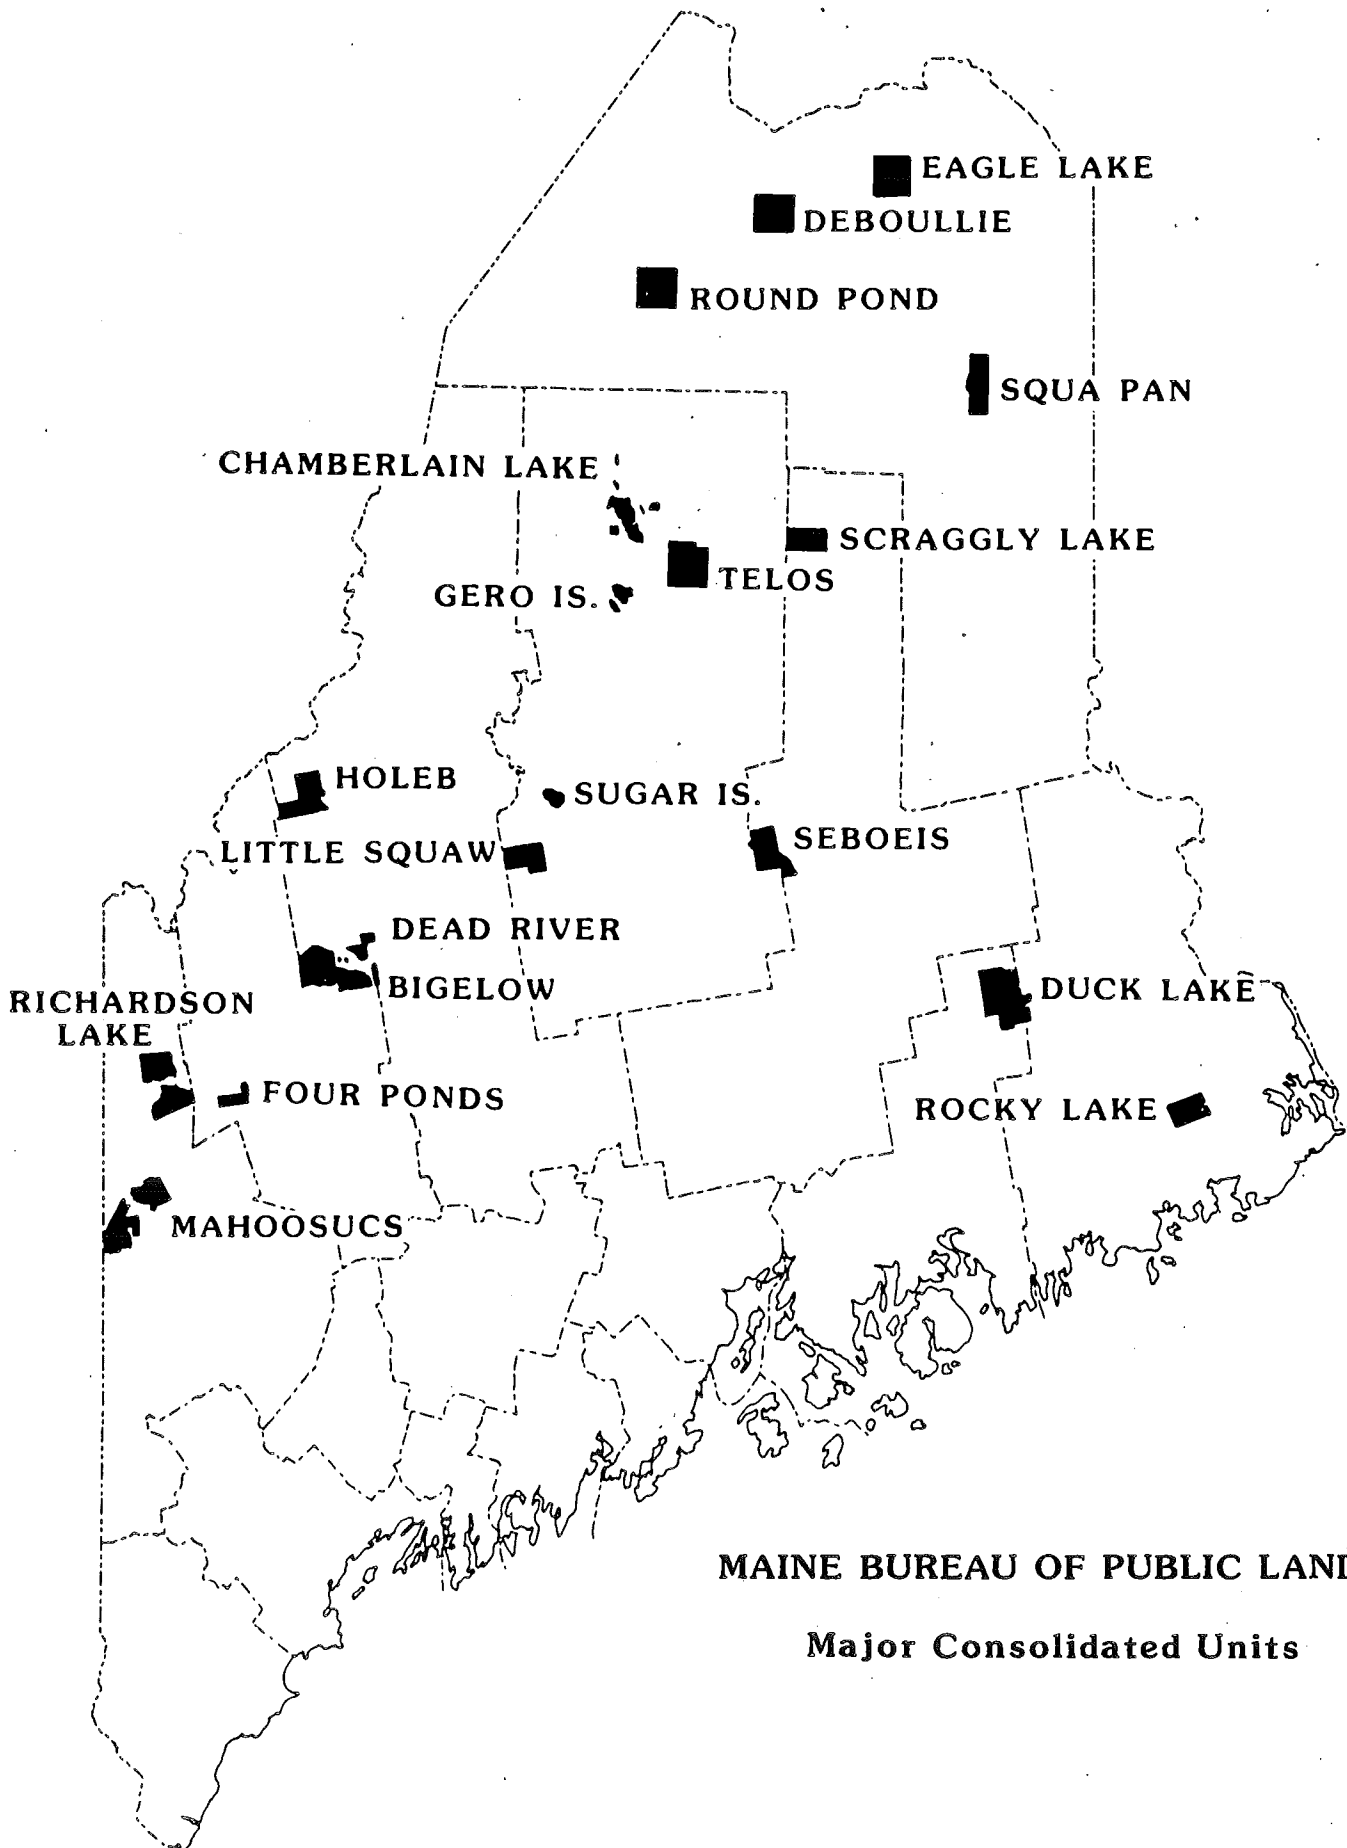 EAGLE LAKE
DEBOULLIE
ROUND POND
SQUA PAN
CHAMBERLAIN LAKE
SCRAGGLY LAKE
TELOS
GERO IS.
HOLEB
SUGAR IS.
LITTLE SQUAW
SEBOEIS
DEAD RIVER
BIGELOW
RICHARDSON
LAKE
DUCK LAKE
FOUR PONDS
ROCKY LAKE
MAHOOSUCS
MAINE BUREAU OF PUBLIC LAND
Major Consolidated Units